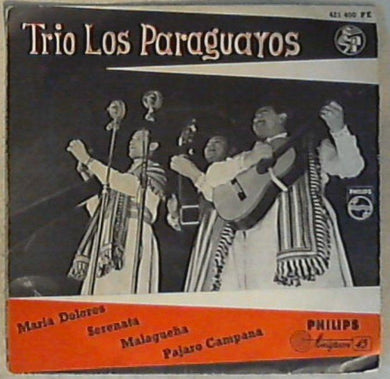 421 400 PE
Trio Los Paraguayos
PHILIPS
Maria Dolores
Serenata
Malagueña
Pajaro Campana
PHILIPS
Minigroove 45